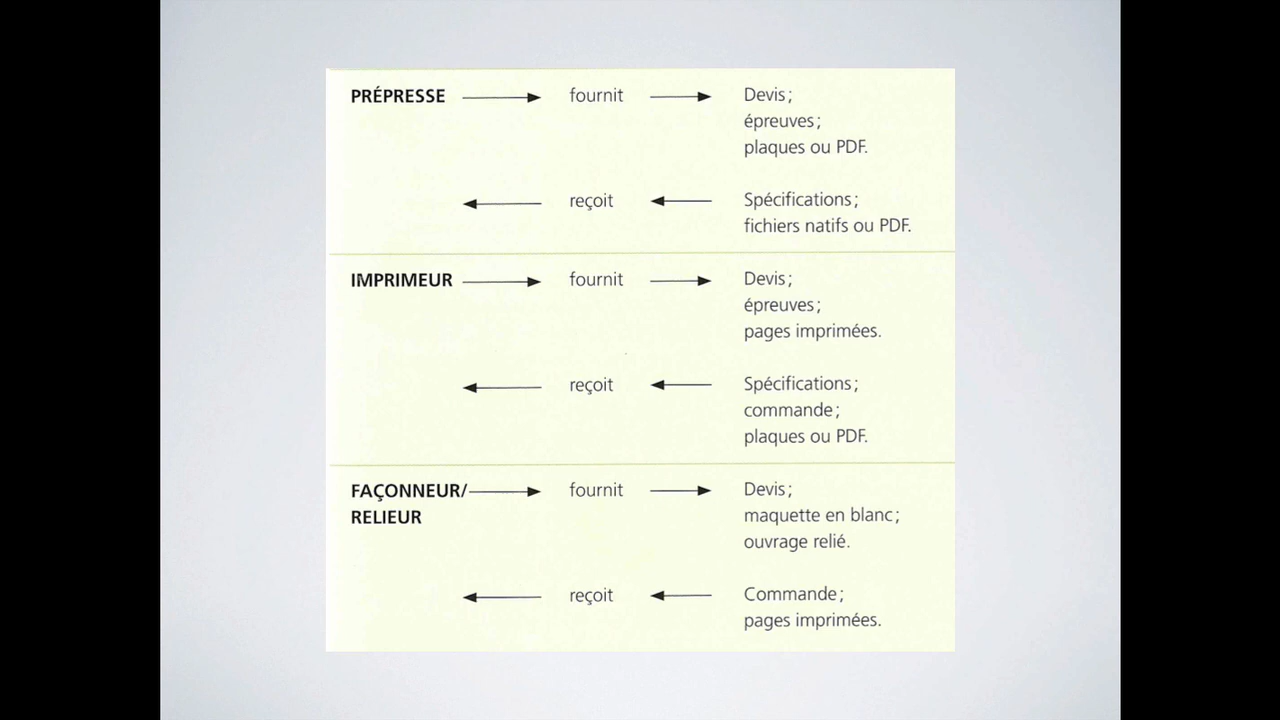 PRÉPRESSE fournit Devis ;
épreuves ;
plaques ou PDF.
reçoit Spécifications ;
fichiers natifs ou PDF.
IMPRIMEUR fournit Devis ;
épreuves ;
pages imprimées.
reçoit Spécifications ;
commande ;
plaques ou PDF.
FAÇONNEUR/ fournit Devis ;
RELIEUR maquette en blanc ;
ouvrage relié.
reçoit Commande ;
pages imprimées.